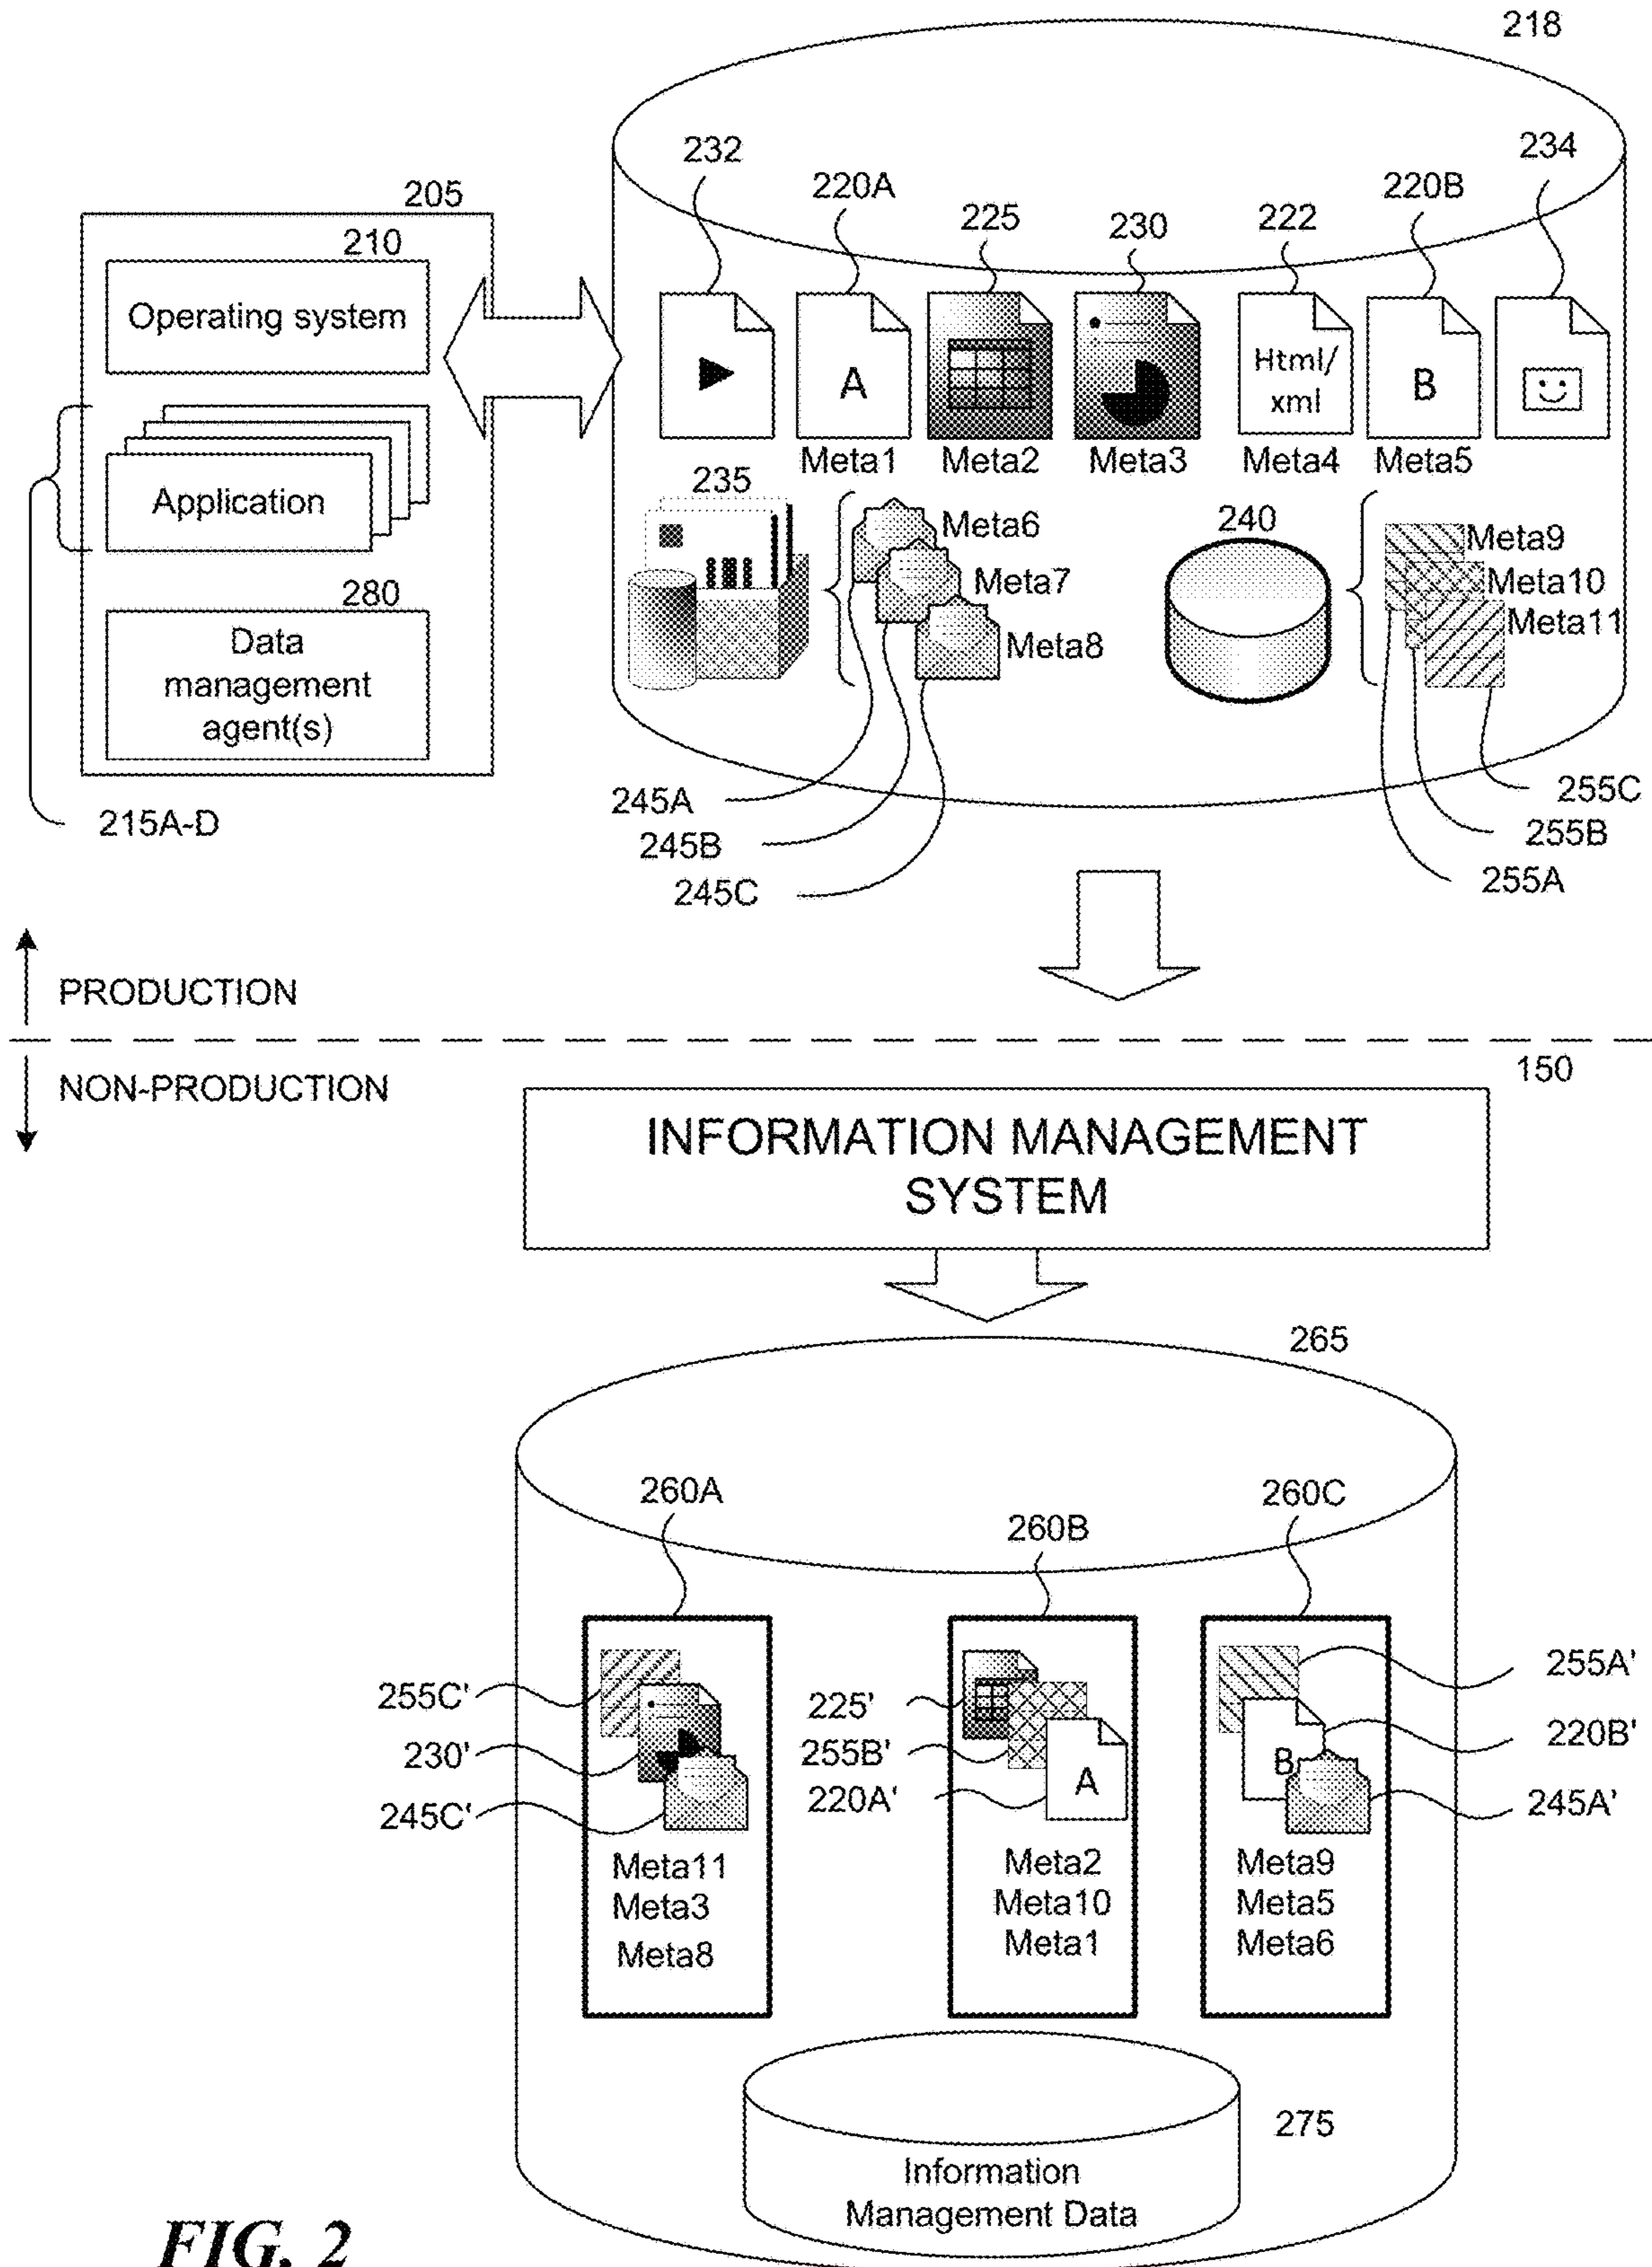 218
232
234
220A
220B
205
225
222
230
210
Operating system
Html/
xml
A
B
Meta1
Meta2
Meta3
Meta4
Meta5
235
Application
240
Meta6
Meta9
Meta7
Meta10
280
Meta11
Data
management
agent(s)
Meta8
245A
255C
215A-D
245B
255B
245C
255A
PRODUCTION
150
NON-PRODUCTION
INFORMATION MANAGEMENT
SYSTEM
265
260A
260C
260B
255C'
225'
255A'
230'
255B'
220B'
B
245C'
220A'
A
245A'
Meta11
Meta3
Meta8
Meta2
Meta10
Meta1
Meta9
Meta5
Meta6
275
Information
Management Data
FIG. 2